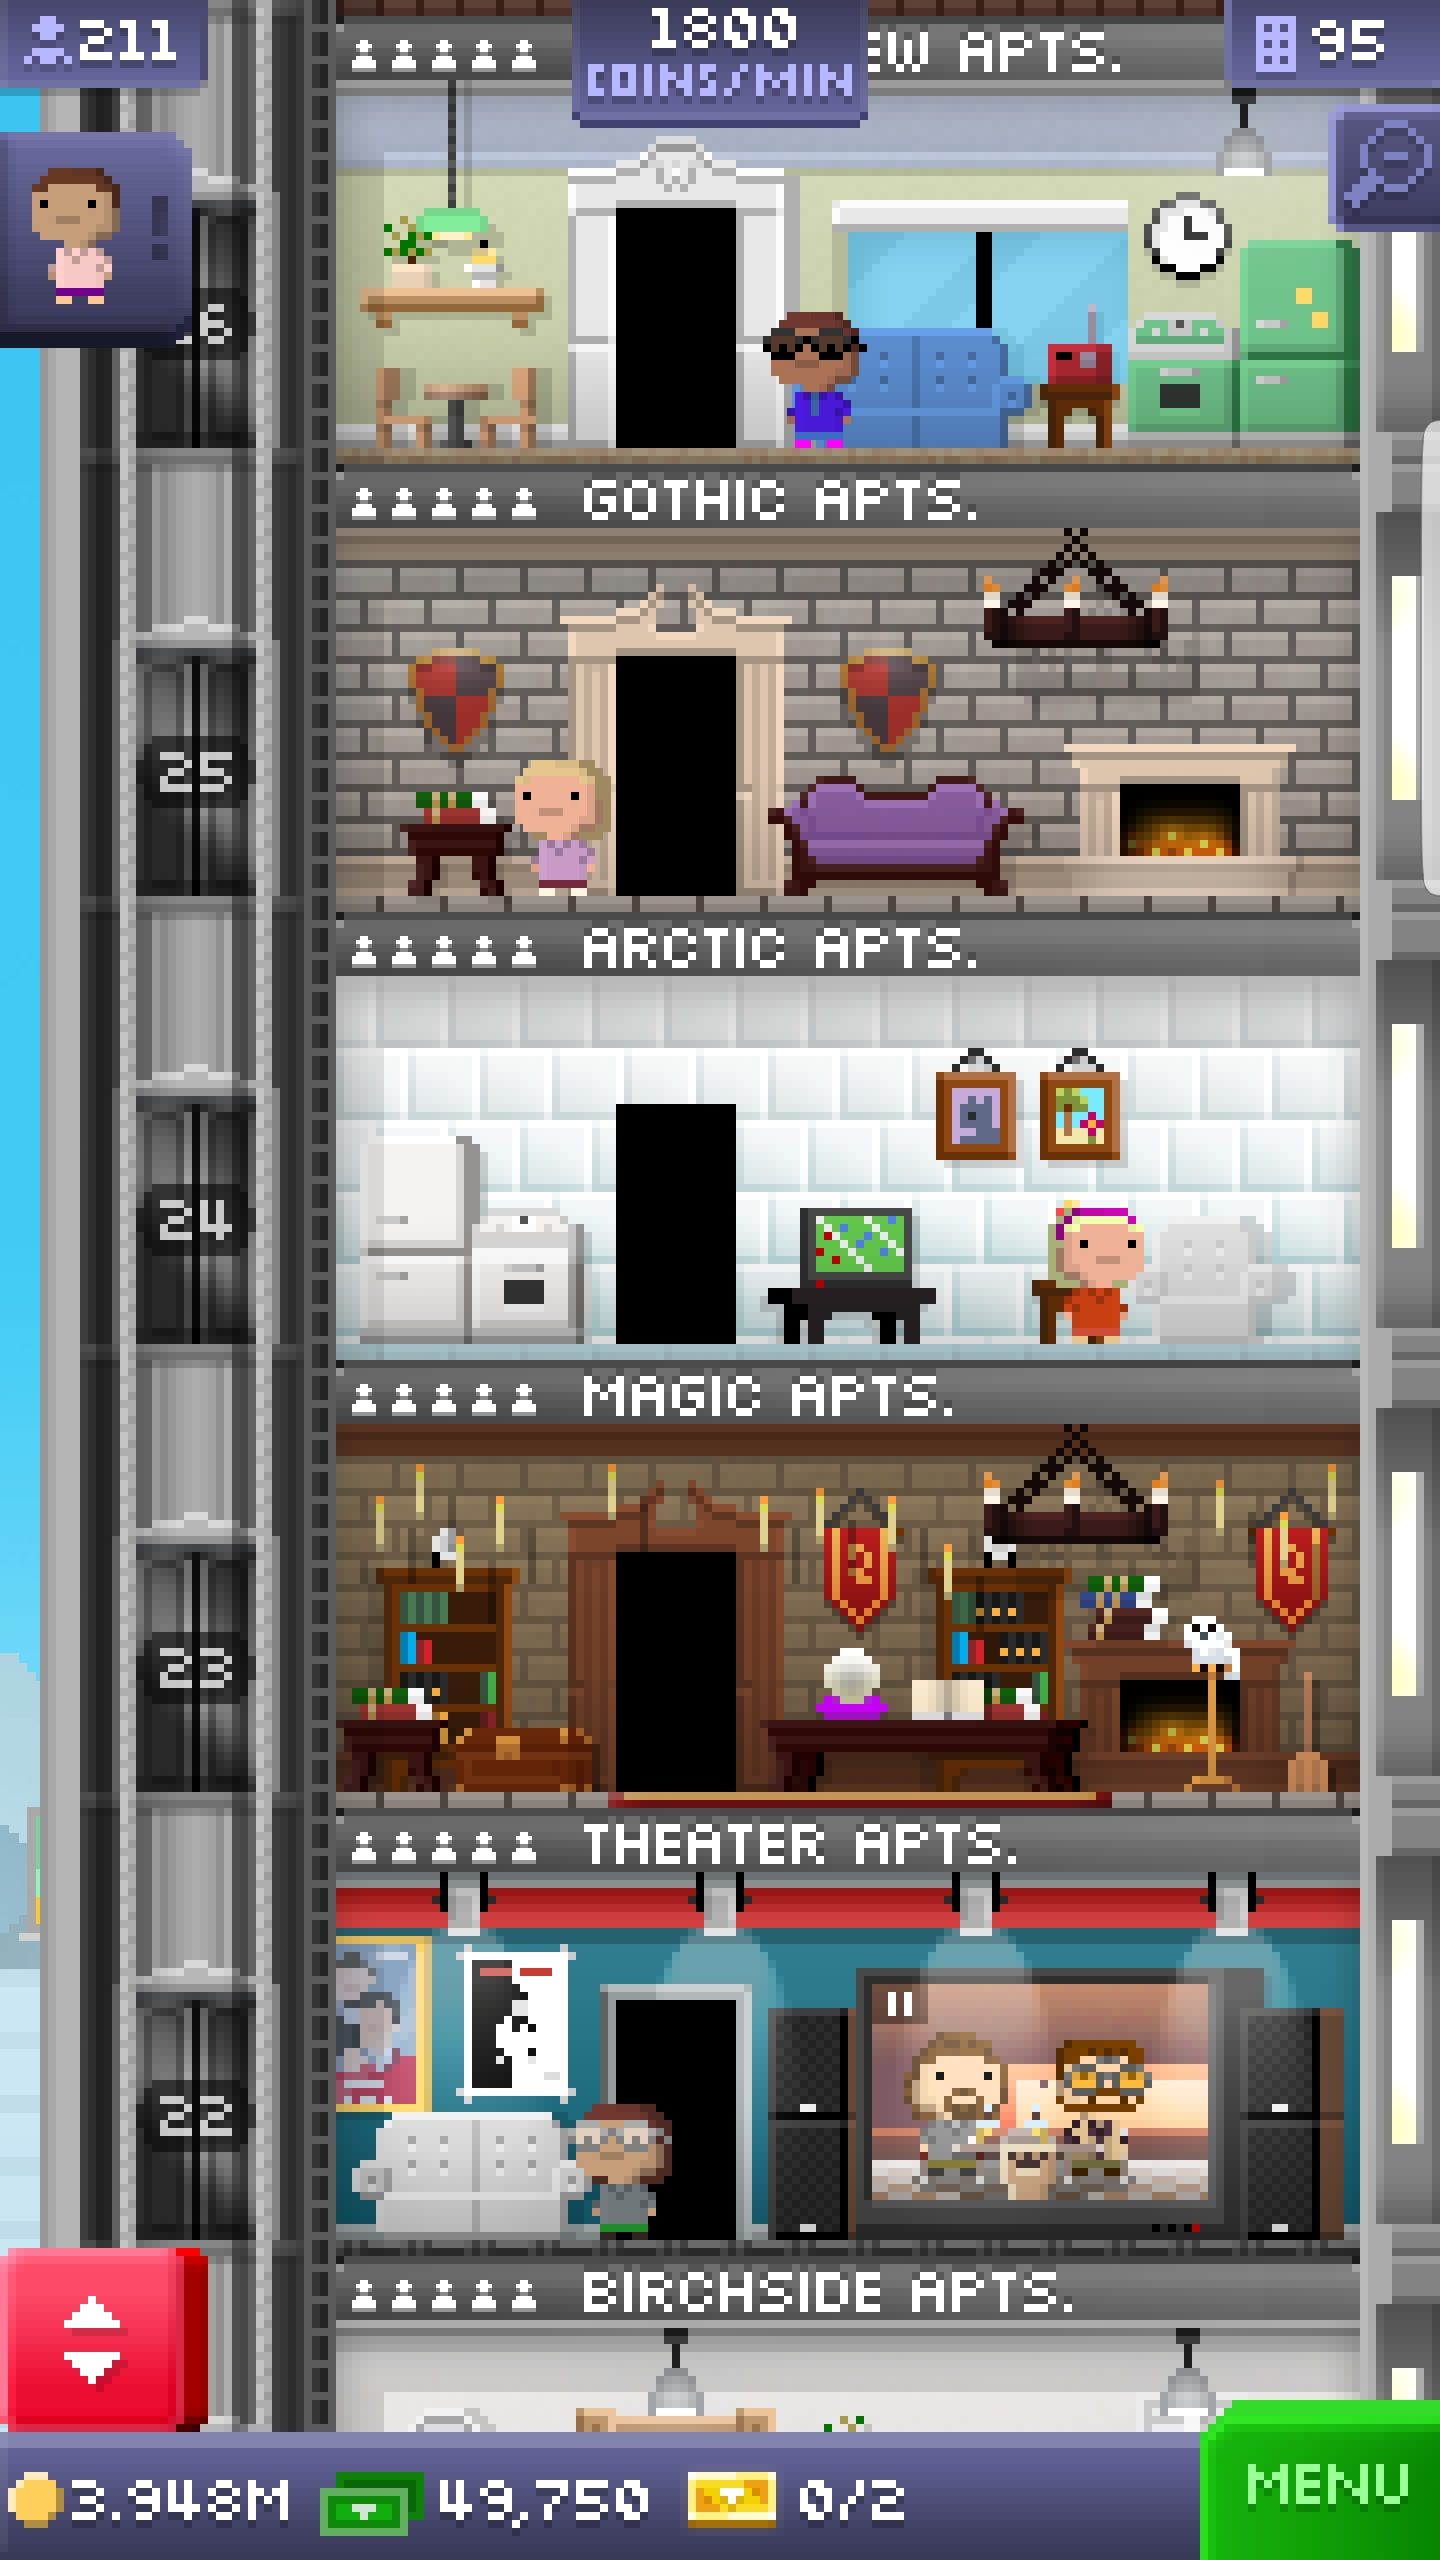 211
1800
COINS/MIN
EW APTS.
95
6
GOTHIC APTS.
25
ARCTIC APTS.
24
MAGIC APTS.
23
THEATER APTS.
22
BIRCHSIDE APTS.
3.948M
49,750
0/2
MENU